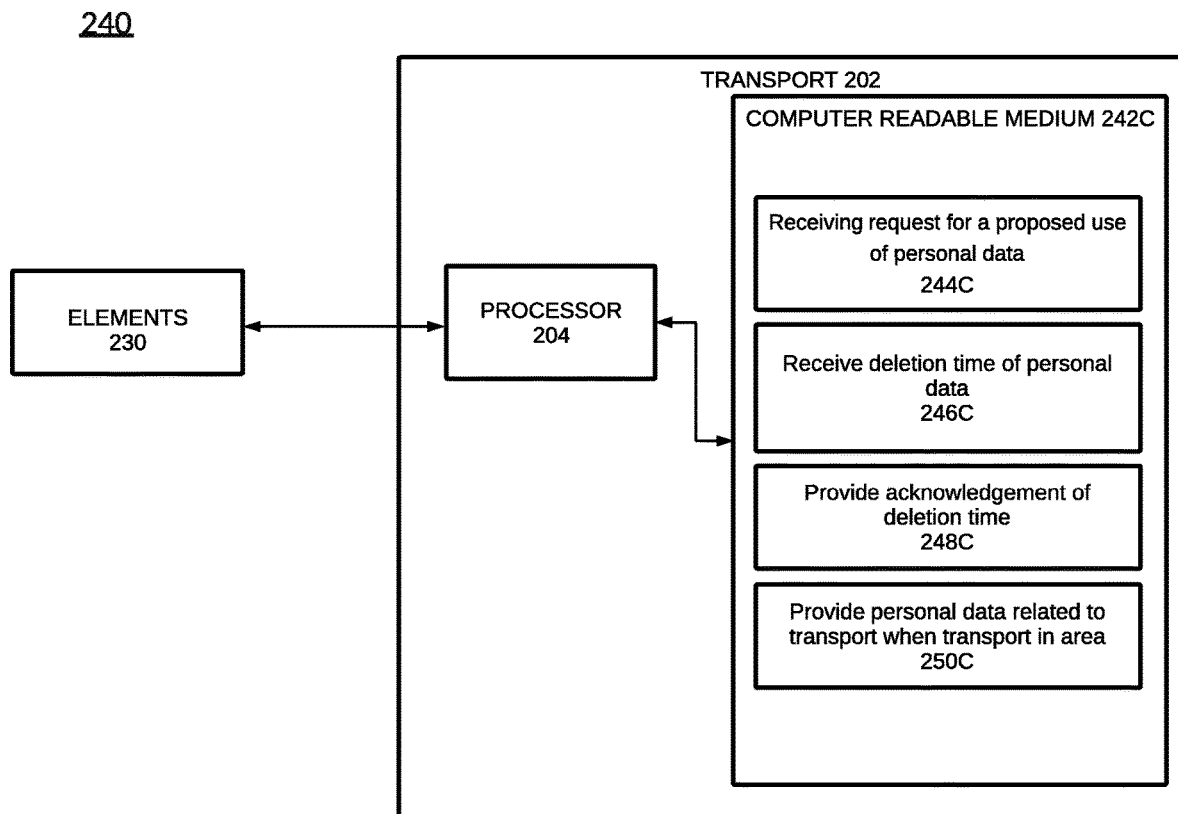 240
TRANSPORT 202
COMPUTER READABLE MEDIUM 242C
Receiving request for a proposed use
of personal data
244C
ELEMENTS
230
PROCESSOR
204
Receive deletion time of personal
data
246C
Provide acknowledgement of
deletion time
248C
Provide personal data related to
transport when transport in area
250C